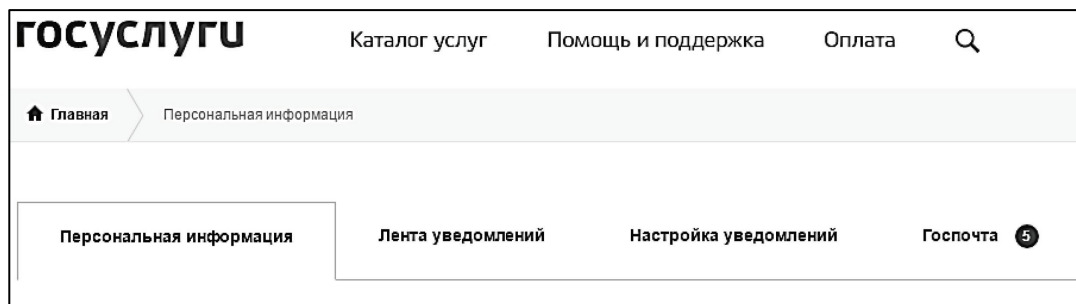 госуслуги Каталог услуг Помощь и поддержка Оплата
Главная Персональная информация
Персональная информация Лента уведомлений Настройка уведомлений Госпочта 5